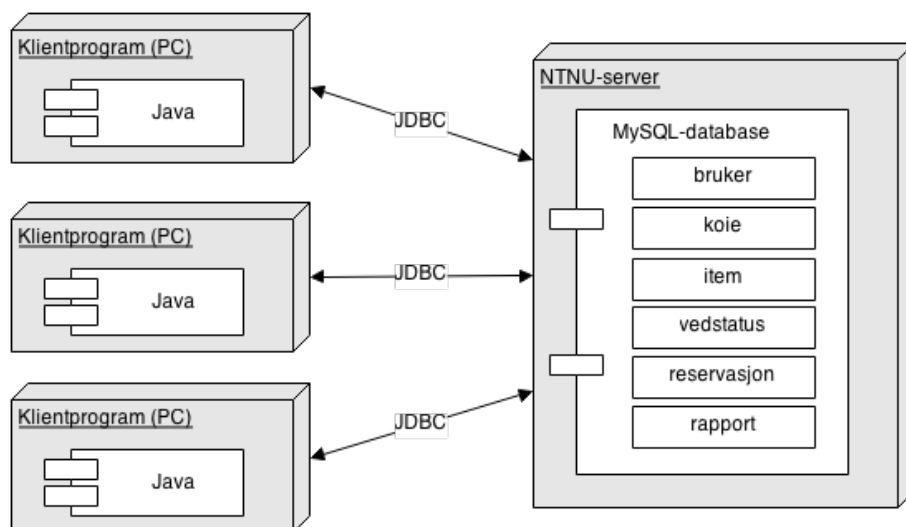 Klientprogram (PC)
Java
JDBC
Klientprogram (PC)
Java
JDBC
Klientprogram (PC)
Java
JDBC
NTNU-server
MySQL-database
bruker
koie
item
vedstatus
reservasjon
rapport